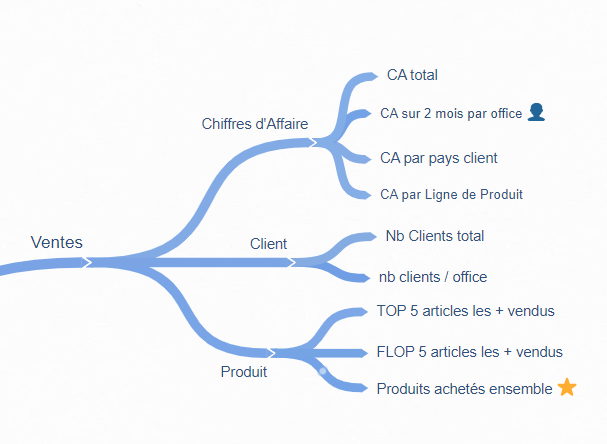 Ventes
Chiffres d'Affaire
CA total
CA sur 2 mois par office
CA par pays client
CA par Ligne de Produit
Client
Nb Clients total
nb clients / office
Produit
TOP 5 articles les + vendus
FLOP 5 articles les + vendus
Produits achetés ensemble